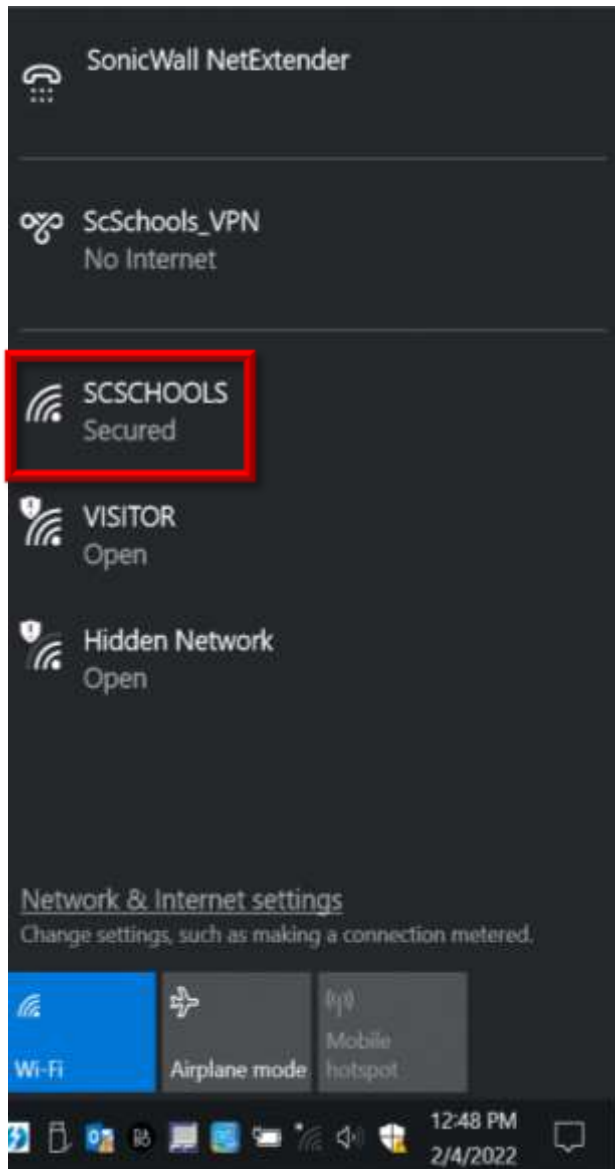 SonicWall NetExtender
ScSchools_VPN
No Internet
SCSCHOOLS
Secured
VISITOR
Open
Hidden Network
Open
Network & Internet settings
Change settings, such as making a connection metered.
Wi-Fi
Airplane mode
Mobile
hotspot
12:48 PM
2/4/2022